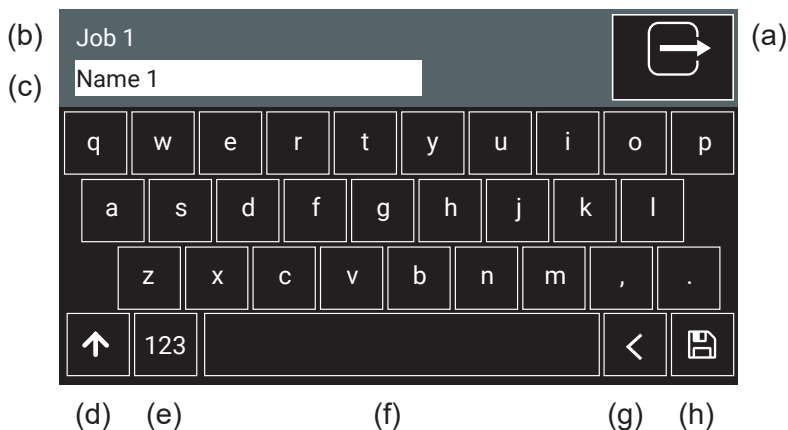 (b) Job 1 (a)
(c) Name 1
q w e r t y u i o p
a s d f g h j k l
z x c v b n m , .
123
(d) (e) (f) (g) (h)